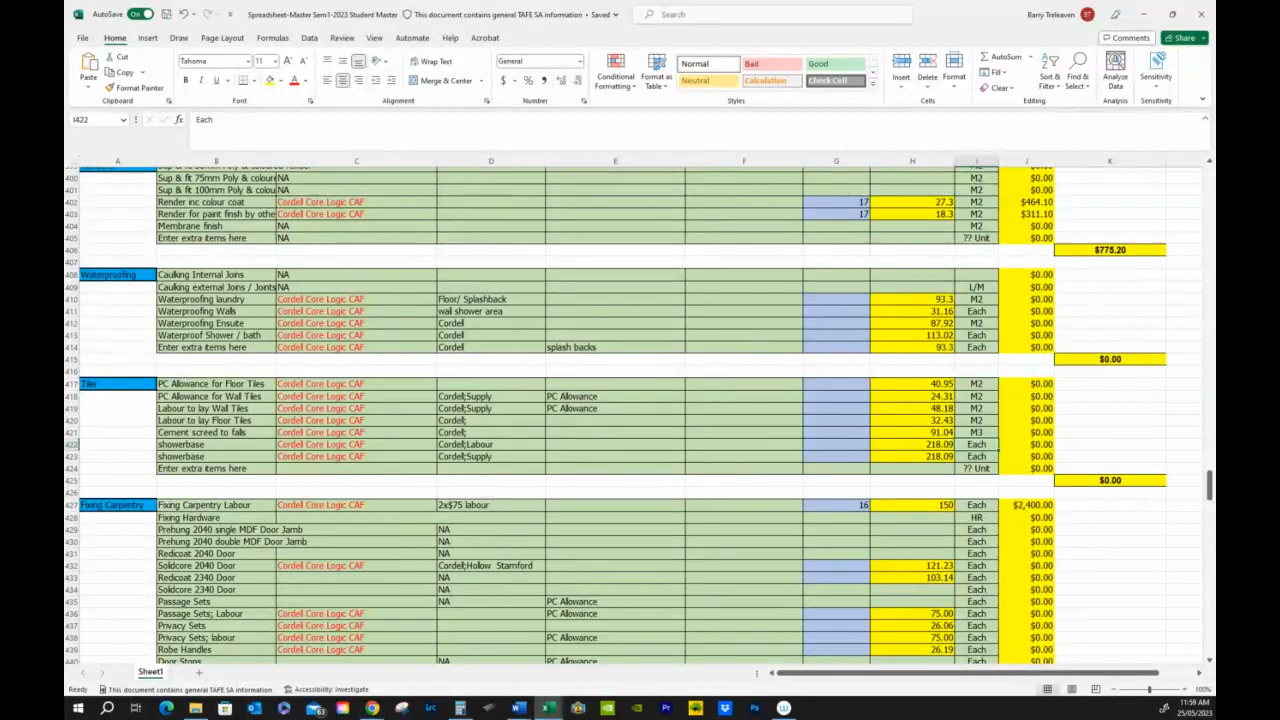 AutoSave On Spreadsheet-Master Sem1-2023 Student Master This document contains general TAFE SA information • Saved Search Barry Treleaven BT
File Home Insert Draw Page Layout Formulas Data Review View Automate Help Acrobat Comments Share
Paste Cut Copy Format Painter Tahoma 11 Wrap Text Merge & Center General Conditional Formatting Format as Table Normal Bad Good Neutral Calculation Check Cell Insert Delete Format AutoSum Fill Clear Sort & Filter Find & Select Analyze Data Sensitivity
Clipboard Font Alignment Number Styles Cells Editing Analysis Sensitivity
I422 fx Each
A B C D E F G H I J K
400 Sup & fit 75mm Poly & colour NA M2 $0.00
401 Sup & fit 100mm Poly & colou NA M2 $0.00
402 Render inc colour coat Cordell Core Logic CAF 17 27.3 M2 $464.10
403 Render for paint finsh by othe Cordell Core Logic CAF 17 18.3 M2 $311.10
404 Membrane finish NA M2 $0.00
405 Enter extra items here NA ?? Unit $0.00
406 $775.20
407
408 Waterproofing Caulking Internal Joins NA $0.00
409 Caulking external Joins / Joints NA L/M $0.00
410 Waterproofing laundry Cordell Core Logic CAF Floor/ Splashback 93.3 M2 $0.00
411 Waterproofing Walls Cordell Core Logic CAF wall shower area 31.16 Each $0.00
412 Waterproofing Ensuite Cordell Core Logic CAF Cordel 87.92 M2 $0.00
413 Waterproof Shower / bath Cordell Core Logic CAF Cordel 113.02 Each $0.00
414 Enter extra items here Cordell Core Logic CAF Cordel splash backs 93.3 Each $0.00
415 $0.00
416
417 Tiler PC Allowance for Floor Tiles Cordell Core Logic CAF 40.95 M2 $0.00
418 PC Allowance for Wall Tiles Cordell Core Logic CAF Cordel;Supply PC Allowance 24.31 M2 $0.00
419 Labour to lay Wall Tiles Cordell Core Logic CAF Cordel;Supply PC Allowance 48.18 M2 $0.00
420 Labour to lay Floor Tiles Cordell Core Logic CAF Cordel; 32.43 M2 $0.00
421 Cement screed to falls Cordell Core Logic CAF Cordel; 91.04 M3 $0.00
422 showerbase Cordell Core Logic CAF Cordel;Labour 218.09 Each $0.00
423 showerbase Cordell Core Logic CAF Cordel;Supply 218.09 Each $0.00
424 Enter extra items here ?? Unit $0.00
425 $0.00
426
427 Fixing Carpentry Fixing Carpentry Labour Cordell Core Logic CAF 2x$75 labour 16 150 Each $2,400.00
428 Fixing Hardware HR $0.00
429 Prehung 2040 single MDF Door Jamb NA Each $0.00
430 Prehung 2040 double MDF Door Jamb NA Each $0.00
431 Redicoat 2040 Door NA Each $0.00
432 Soldcore 2040 Door Cordell Core Logic CAF Cordel;Hollow Stamford 121.23 Each $0.00
433 Redicoat 2340 Door NA 103.14 Each $0.00
434 Soldcore 2340 Door NA Each $0.00
435 Passage Sets NA PC Allowance Each $0.00
436 Passage Sets; Labour Cordell Core Logic CAF PC Allowance 75.00 Each $0.00
437 Privacy Sets Cordell Core Logic CAF 26.06 Each $0.00
438 Privacy Sets; labour Cordell Core Logic CAF PC Allowance 75.00 Each $0.00
439 Robe Handles Cordell Core Logic CAF 26.19 Each $0.00
440 Door Stops NA PC Allowance Each $0.00
Sheet1
Ready This document contains general TAFE SA information Accessibility: Investigate 100%
11:59 AM
25/05/2023